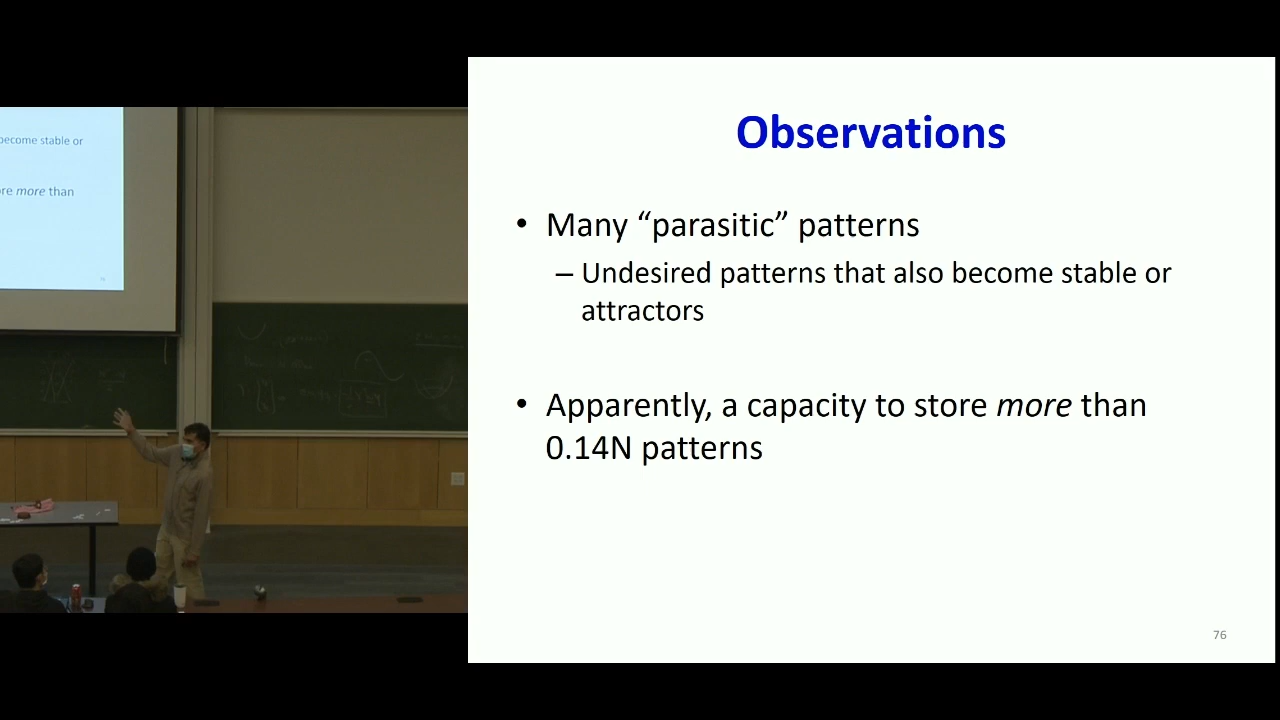 become stable or
re more than
Observations
• Many “parasitic” patterns
– Undesired patterns that also become stable or
attractors
• Apparently, a capacity to store more than
0.14N patterns
76